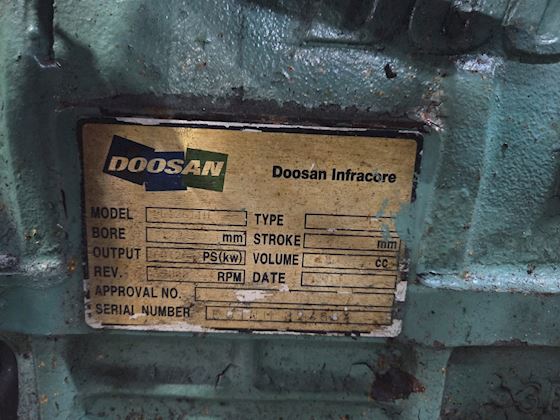 DOOSAN
Doosan Infracore
MODEL TYPE
BORE mm STROKE mm
OUTPUT PS(kw) VOLUME cc
REV. RPM DATE
APPROVAL NO.
SERIAL NUMBER